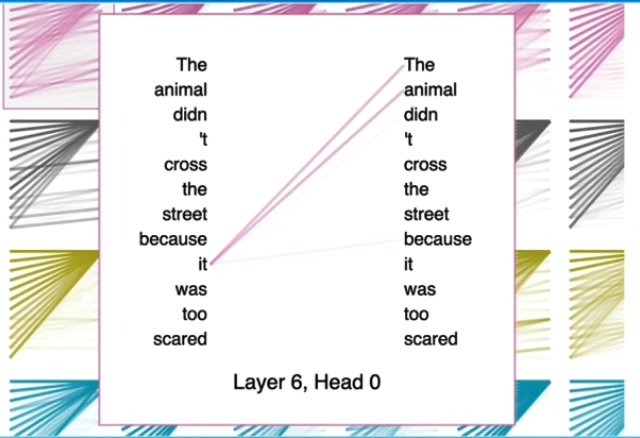 The The
animal animal
didn didn
't 't
cross cross
the the
street street
because because
it it
was was
too too
scared scared
Layer 6, Head 0